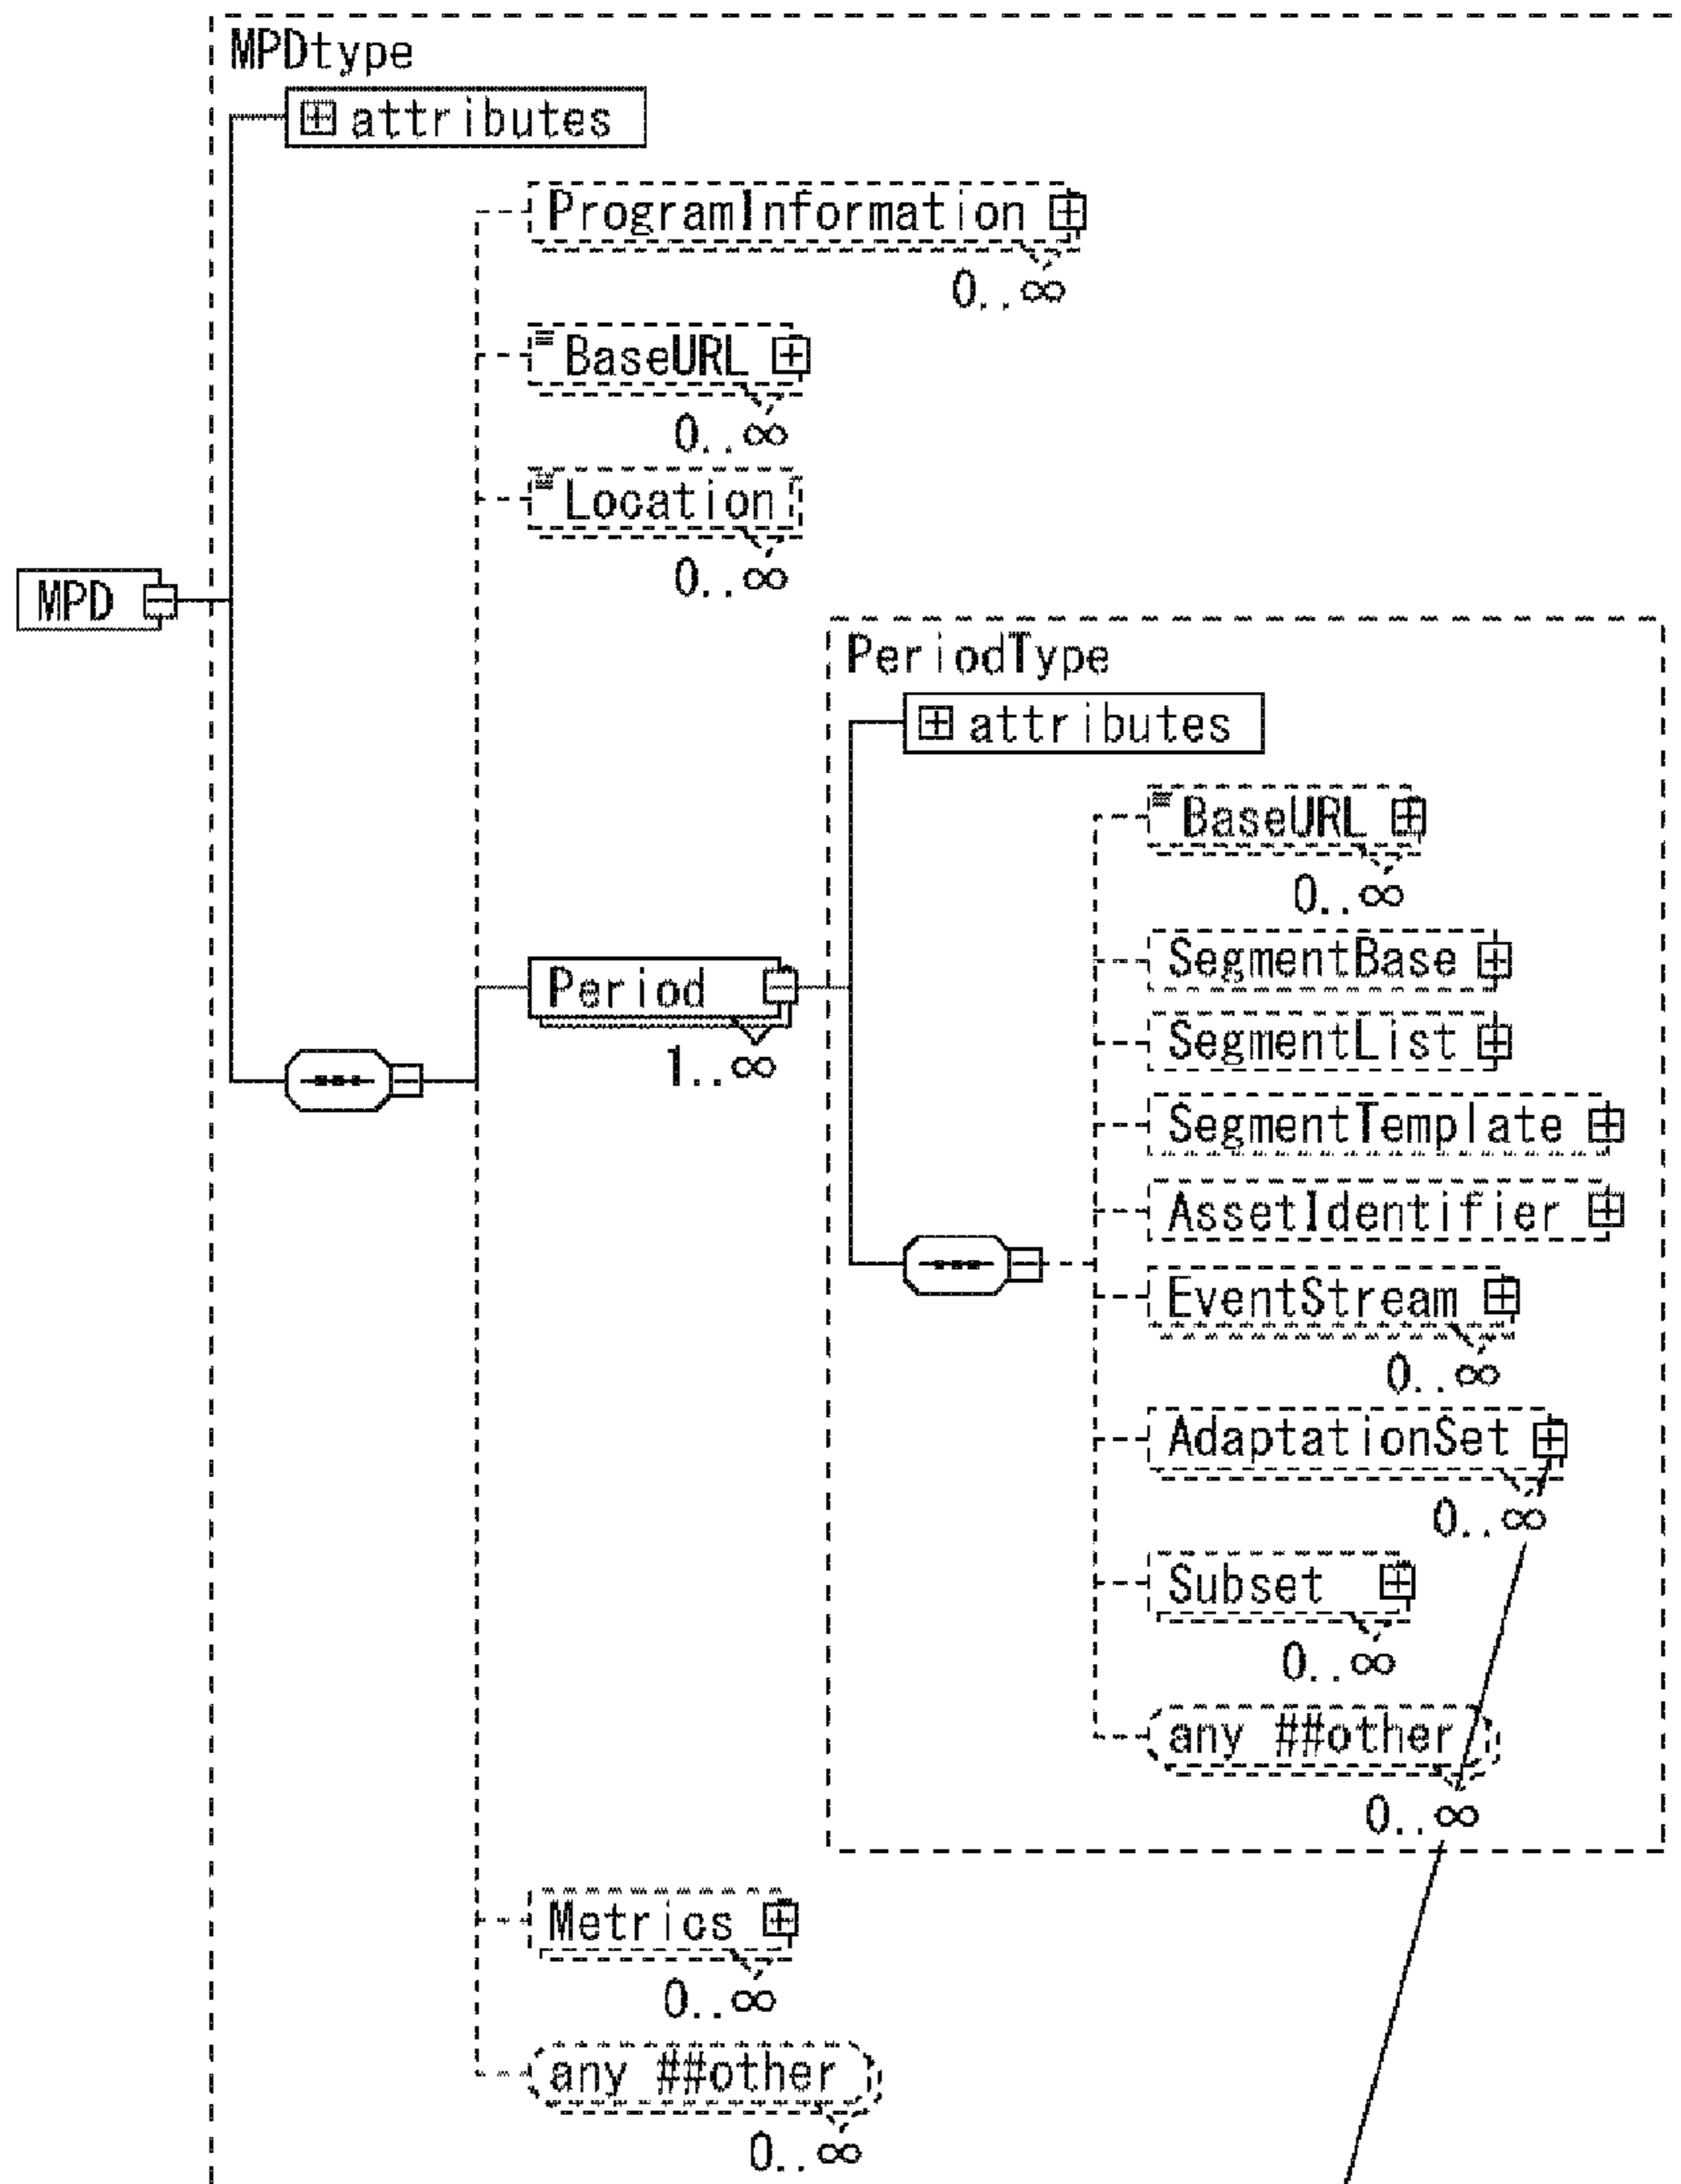 MPDtype
attributes
ProgramInformation
0..∞
BaseURL
0..∞
Location
0..∞
MPD
PeriodType
attributes
BaseURL
0..∞
SegmentBase
SegmentList
Period
1..∞
SegmentTemplate
AssetIdentifier
EventStream
0..∞
AdaptationSet
0..∞
Subset
0..∞
any ##other
0..∞
Metrics
0..∞
any ##other
0..∞